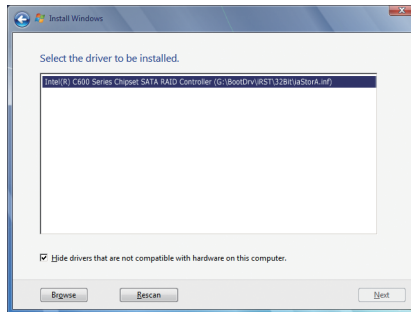 Install Windows
Select the driver to be installed.
Intel(R) C600 Series Chipset SATA RAID Controller (G:\BootDrv\iRST\32Bit\iaStorA.inf)
Hide drivers that are not compatible with hardware on this computer.
Browse
Rescan
Next